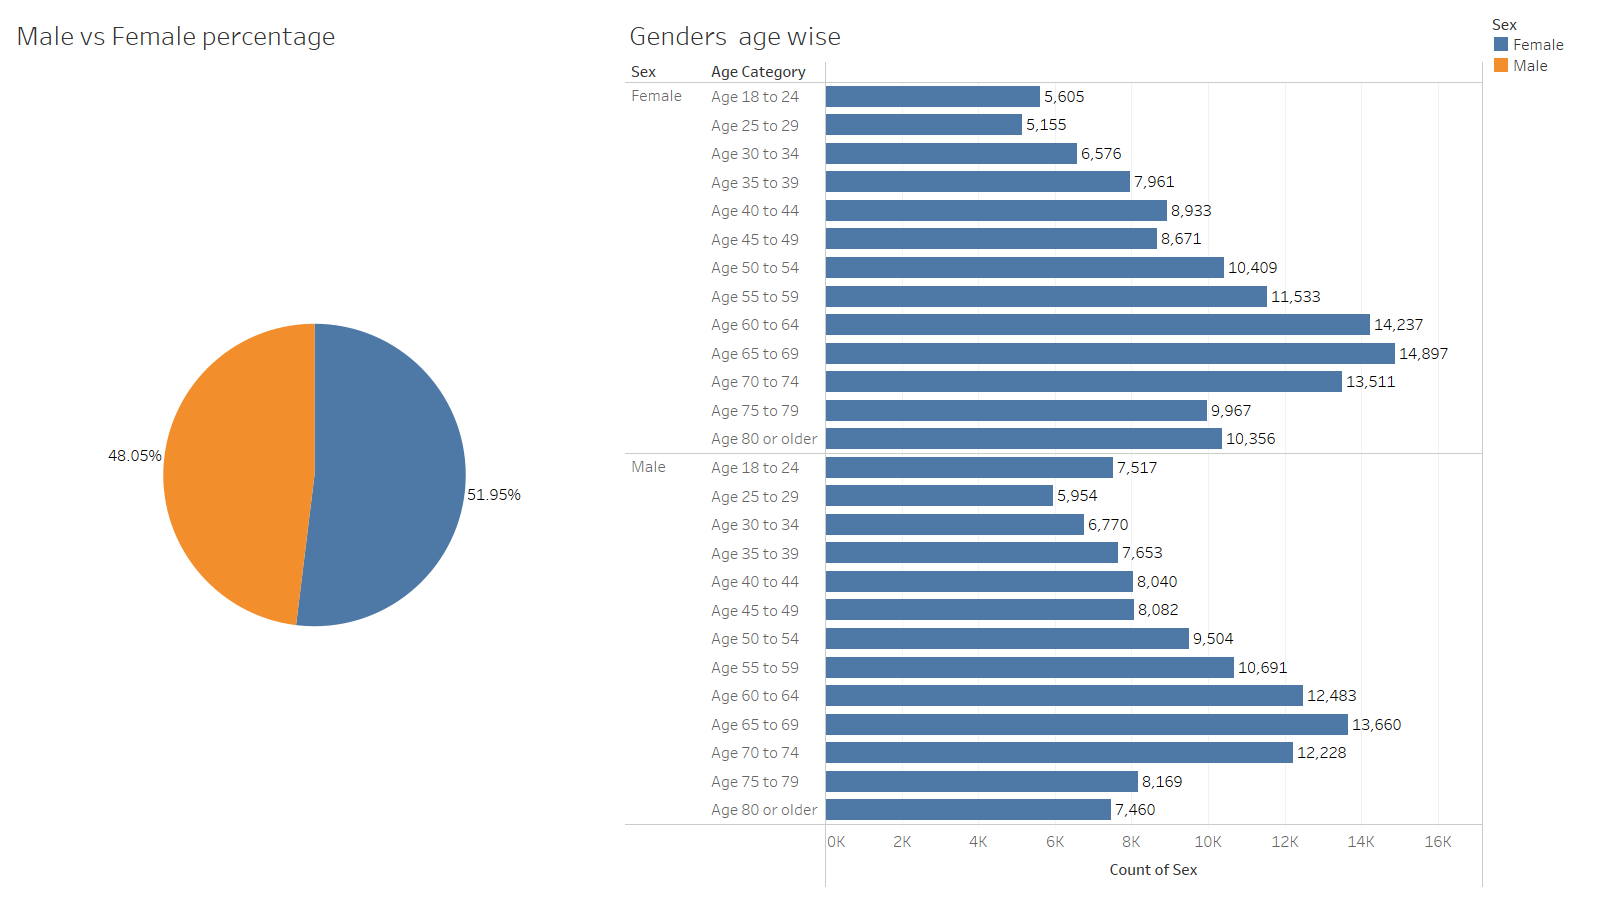 Male vs Female percentage
48.05%
51.95%
Genders  age wise
Sex Age Category
Female Age 18 to 24 5,605
Age 25 to 29 5,155
Age 30 to 34 6,576
Age 35 to 39 7,961
Age 40 to 44 8,933
Age 45 to 49 8,671
Age 50 to 54 10,409
Age 55 to 59 11,533
Age 60 to 64 14,237
Age 65 to 69 14,897
Age 70 to 74 13,511
Age 75 to 79 9,967
Age 80 or older 10,356
Male Age 18 to 24 7,517
Age 25 to 29 5,954
Age 30 to 34 6,770
Age 35 to 39 7,653
Age 40 to 44 8,040
Age 45 to 49 8,082
Age 50 to 54 9,504
Age 55 to 59 10,691
Age 60 to 64 12,483
Age 65 to 69 13,660
Age 70 to 74 12,228
Age 75 to 79 8,169
Age 80 or older 7,460
0K 2K 4K 6K 8K 10K 12K 14K 16K
Count of Sex
Sex
Female
Male